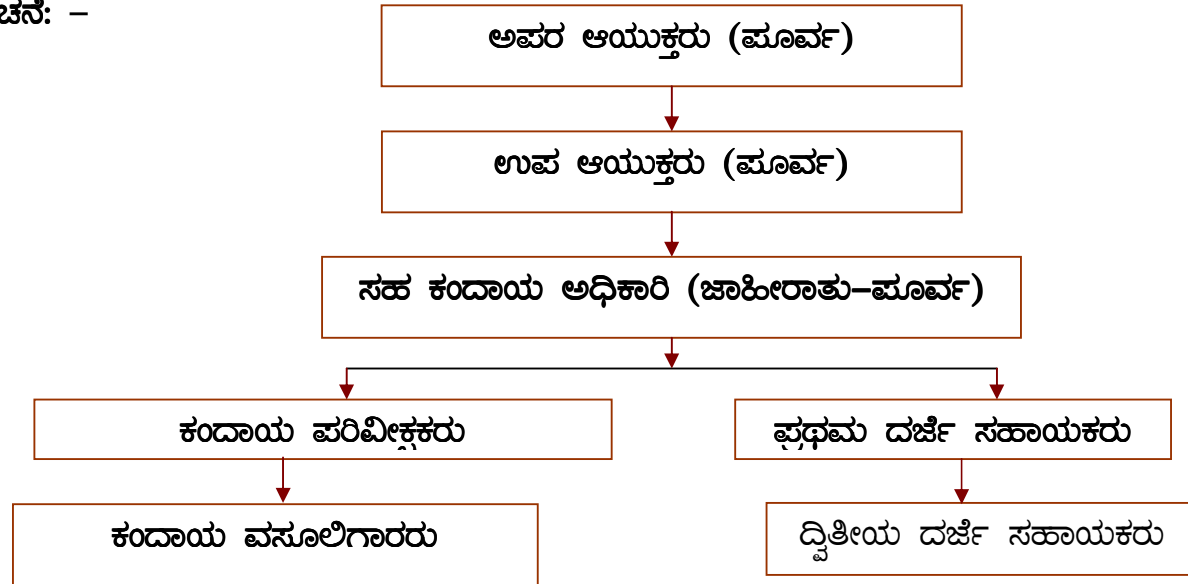 ಚನೆ: –
ಅಪರ ಆಯುಕ್ತರು (ಪೂರ್ವ)
ಉಪ ಆಯುಕ್ತರು (ಪೂರ್ವ)
ಸಹ ಕಂದಾಯ ಅಧಿಕಾರಿ (ಜಾಹೀರಾತು–ಪೂರ್ವ)
ಕಂದಾಯ ಪರಿವೀಕ್ಷಕರು
ಪ್ರಥಮ ದರ್ಜೆ ಸಹಾಯಕರು
ಕಂದಾಯ ವಸೂಲಿಗಾರರು
ದ್ವಿತೀಯ ದರ್ಜೆ ಸಹಾಯಕರು